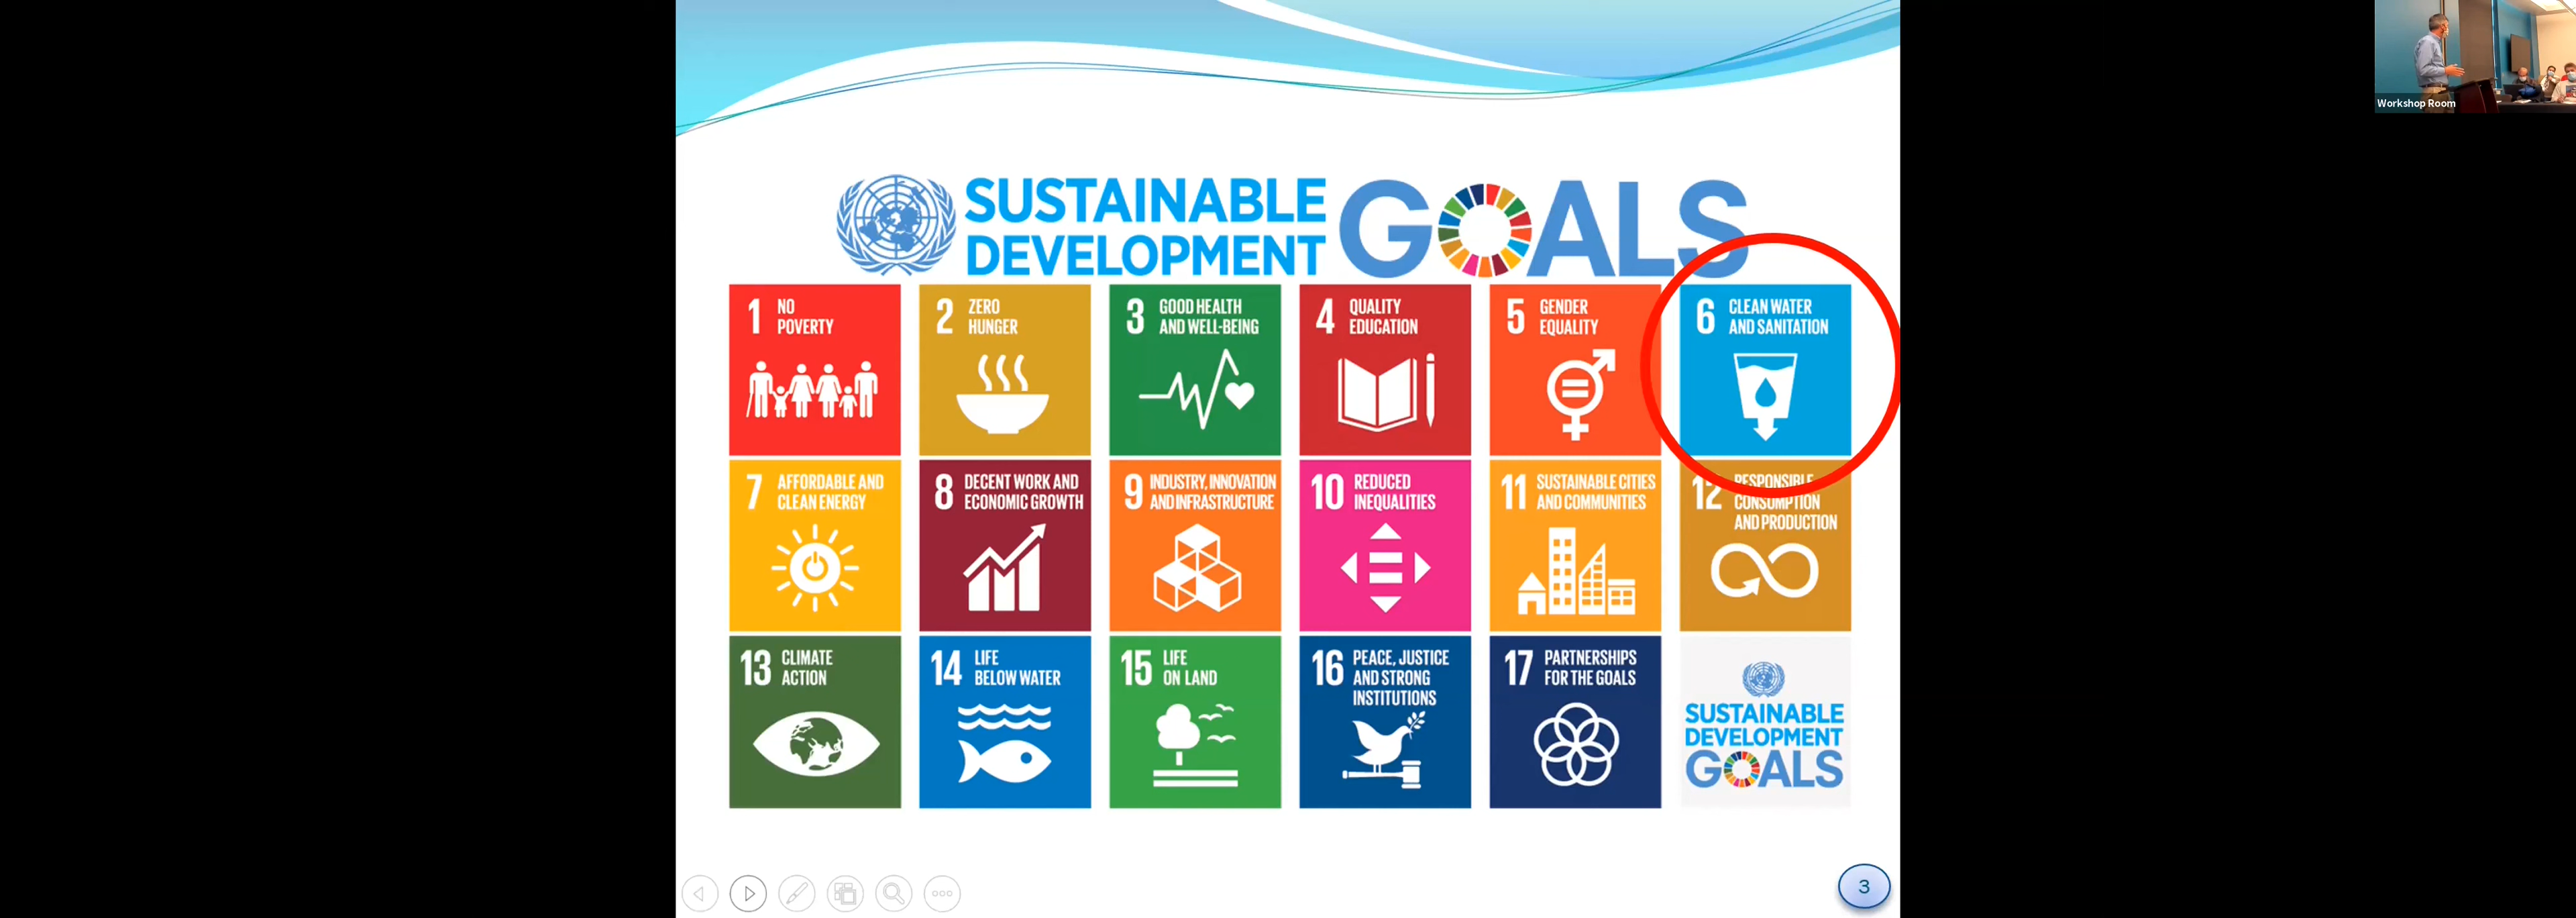 Workshop Room
SUSTAINABLE
DEVELOPMENT
GOALS
1 NO
POVERTY
2 ZERO
HUNGER
3 GOOD HEALTH
AND WELL-BEING
4 QUALITY
EDUCATION
5 GENDER
EQUALITY
6 CLEAN WATER
AND SANITATION
7 AFFORDABLE AND
CLEAN ENERGY
8 DECENT WORK AND
ECONOMIC GROWTH
9 INDUSTRY, INNOVATION
AND INFRASTRUCTURE
10 REDUCED
INEQUALITIES
11 SUSTAINABLE CITIES
AND COMMUNITIES
12 RESPONSIBLE
CONSUMPTION
AND PRODUCTION
13 CLIMATE
ACTION
14 LIFE
BELOW WATER
15 LIFE
ON LAND
16 PEACE, JUSTICE
AND STRONG
INSTITUTIONS
17 PARTNERSHIPS
FOR THE GOALS
SUSTAINABLE
DEVELOPMENT
GOALS
3